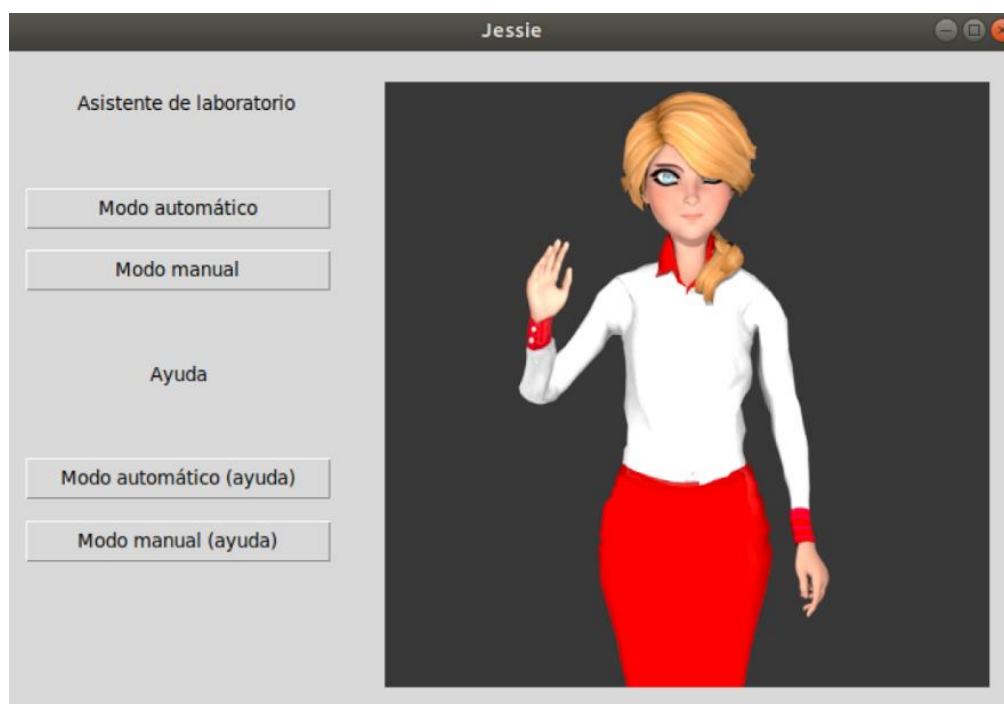 Jessie
Asistente de laboratorio
Modo automático
Modo manual
Ayuda
Modo automático (ayuda)
Modo manual (ayuda)